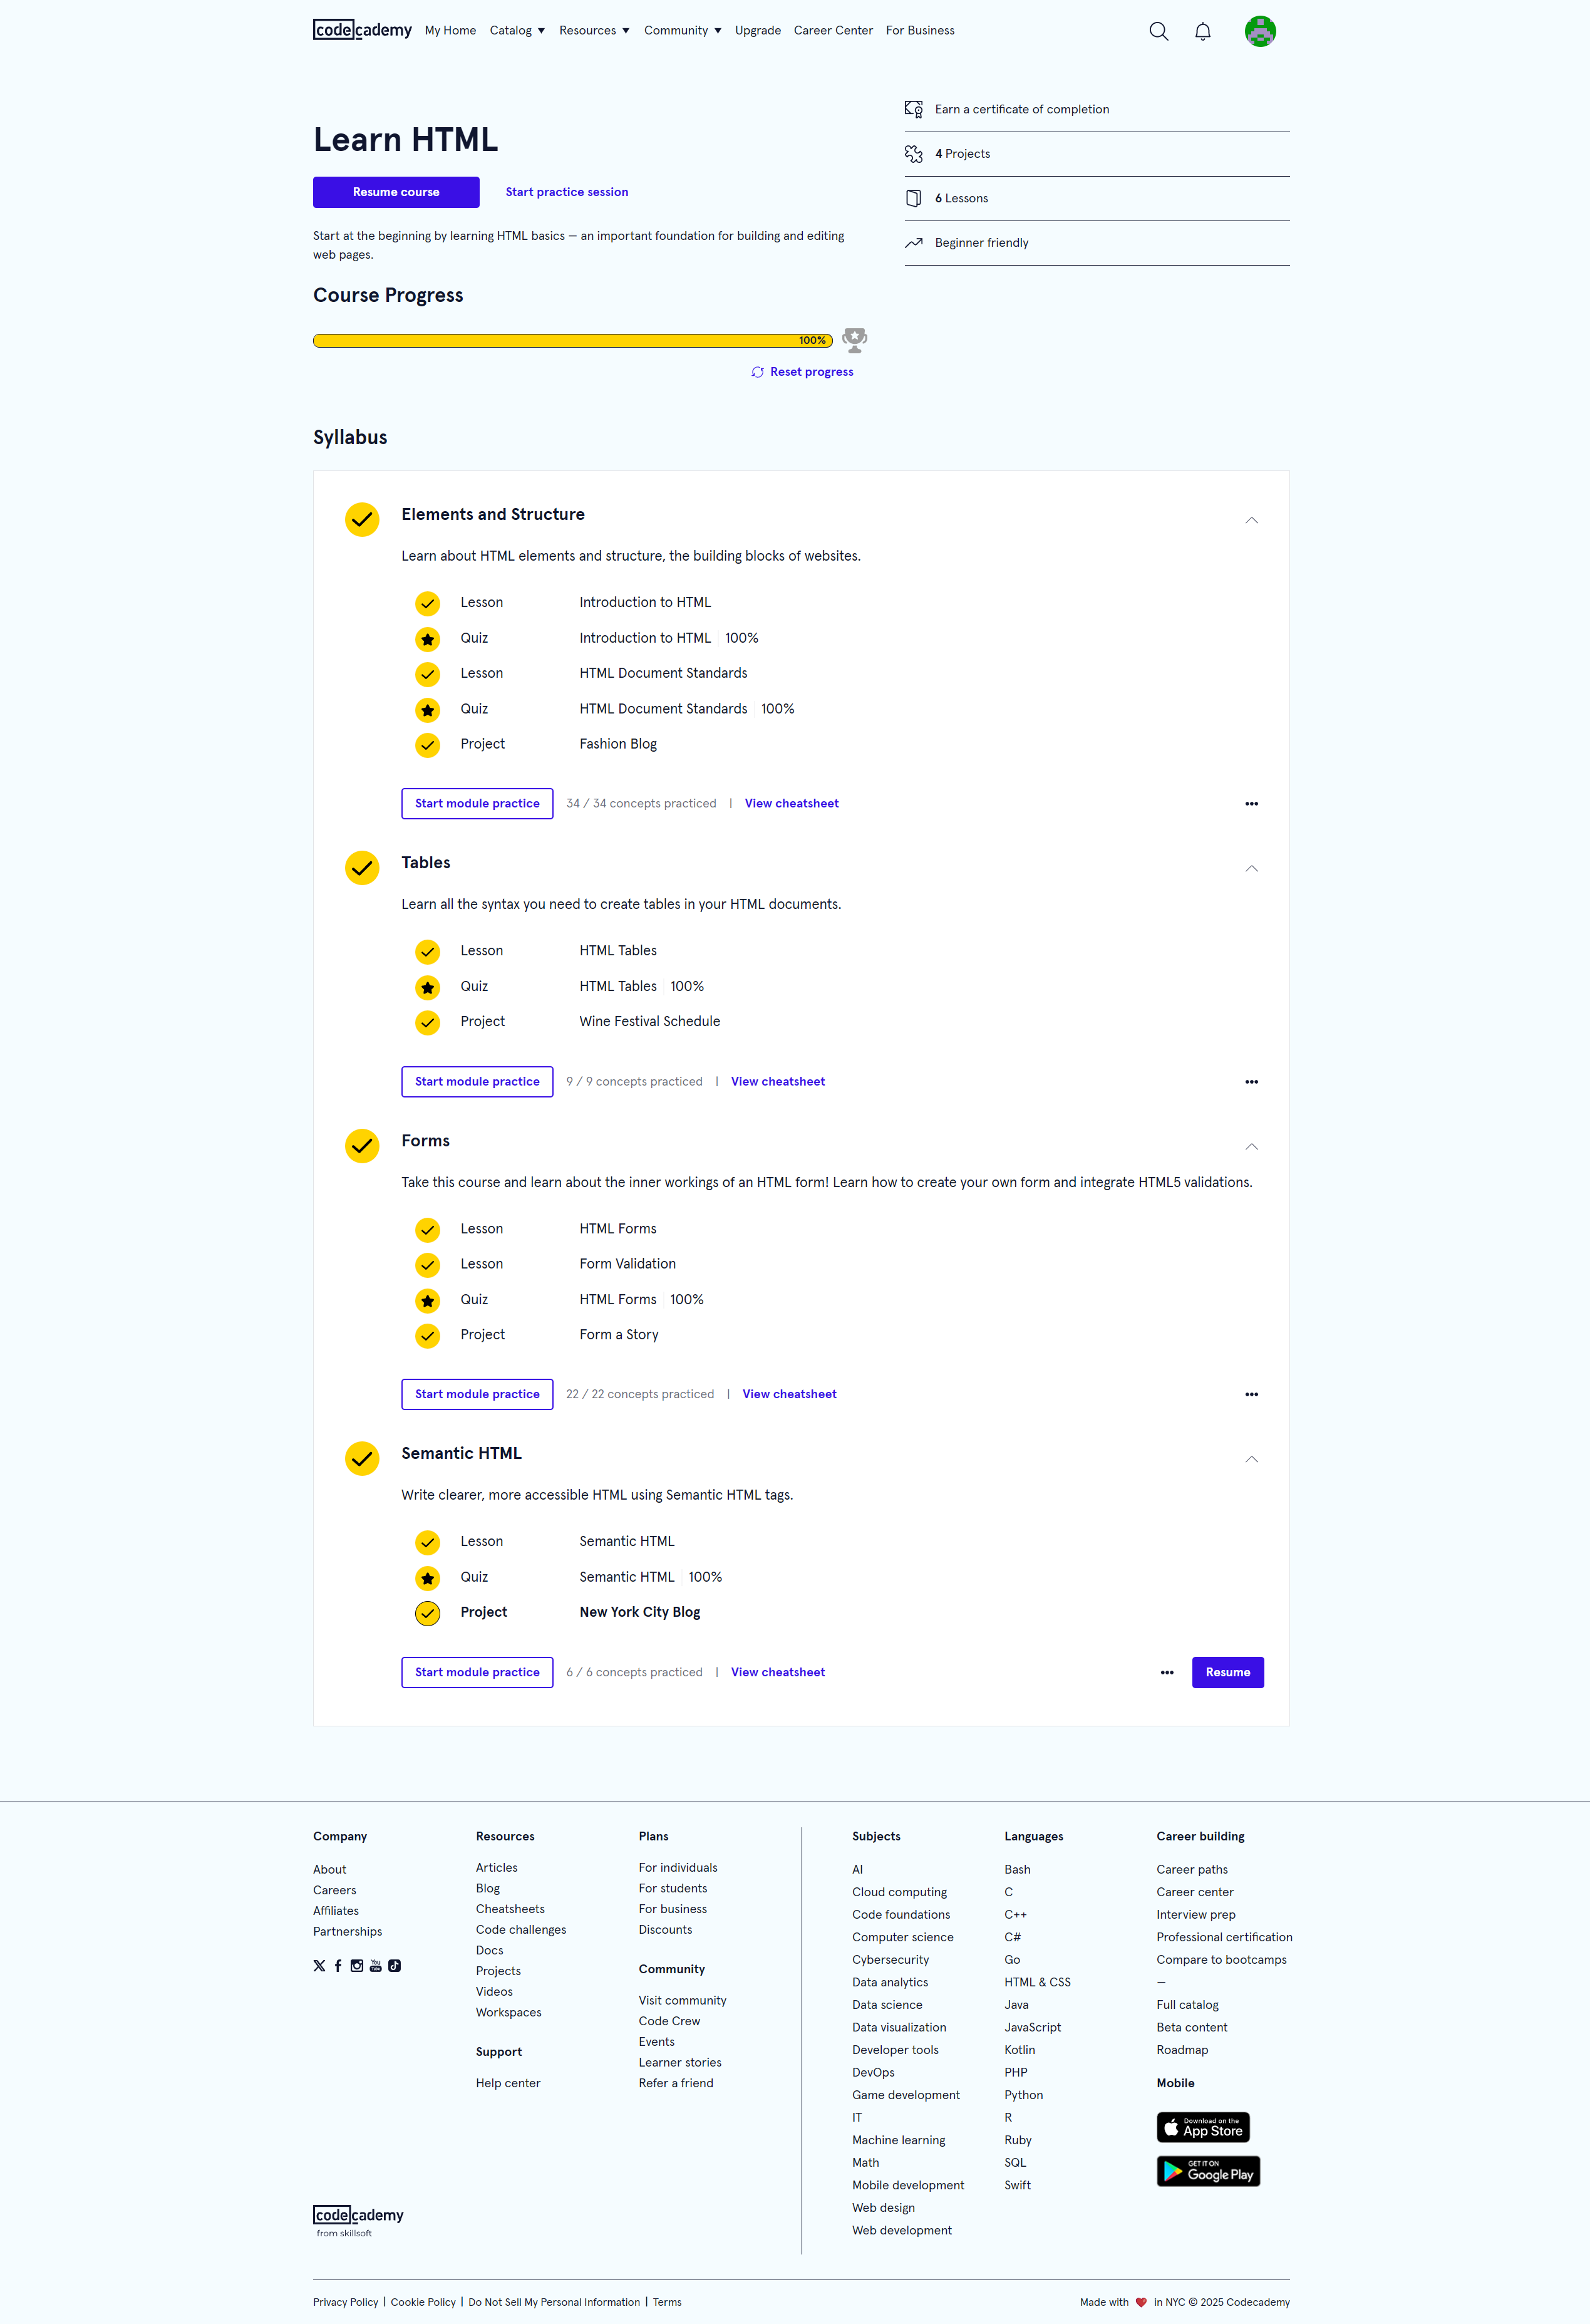 codecademy My Home Catalog Resources Community Upgrade Career Center For Business
Learn HTML
Resume course Start practice session
Start at the beginning by learning HTML basics — an important foundation for building and editing
web pages.
Earn a certificate of completion
4 Projects
6 Lessons
Beginner friendly
Course Progress
100%
Reset progress
Syllabus
Elements and Structure
Learn about HTML elements and structure, the building blocks of websites.
Lesson Introduction to HTML
Quiz Introduction to HTML 100%
Lesson HTML Document Standards
Quiz HTML Document Standards 100%
Project Fashion Blog
Start module practice 34 / 34 concepts practiced | View cheatsheet
Tables
Learn all the syntax you need to create tables in your HTML documents.
Lesson HTML Tables
Quiz HTML Tables 100%
Project Wine Festival Schedule
Start module practice 9 / 9 concepts practiced | View cheatsheet
Forms
Take this course and learn about the inner workings of an HTML form! Learn how to create your own form and integrate HTML5 validations.
Lesson HTML Forms
Lesson Form Validation
Quiz HTML Forms 100%
Project Form a Story
Start module practice 22 / 22 concepts practiced | View cheatsheet
Semantic HTML
Write clearer, more accessible HTML using Semantic HTML tags.
Lesson Semantic HTML
Quiz Semantic HTML 100%
Project New York City Blog
Start module practice 6 / 6 concepts practiced | View cheatsheet Resume
Company
About
Careers
Affiliates
Partnerships
You
Tube
Resources
Articles
Blog
Cheatsheets
Code challenges
Docs
Projects
Videos
Workspaces
Support
Help center
Plans
For individuals
For students
For business
Discounts
Community
Visit community
Code Crew
Events
Learner stories
Refer a friend
codecademy
from skillsoft
Subjects
AI
Cloud computing
Code foundations
Computer science
Cybersecurity
Data analytics
Data science
Data visualization
Developer tools
DevOps
Game development
IT
Machine learning
Math
Mobile development
Web design
Web development
Languages
Bash
C
C++
C#
Go
HTML & CSS
Java
JavaScript
Kotlin
PHP
Python
R
Ruby
SQL
Swift
Career building
Career paths
Career center
Interview prep
Professional certification
Compare to bootcamps
—
Full catalog
Beta content
Roadmap
Mobile
Download on the
App Store
GET IT ON
Google Play
Privacy Policy | Cookie Policy | Do Not Sell My Personal Information | Terms
Made with ❤ in NYC © 2025 Codecademy